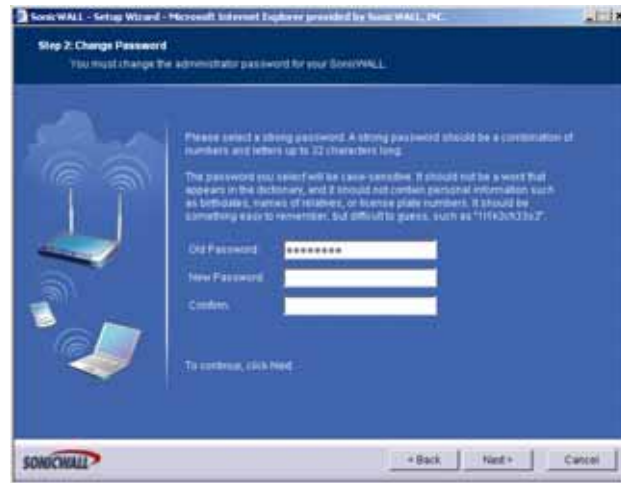 SonicWALL - Setup Wizard - Microsoft Internet Explorer provided by SonicWALL, INC.
Step 2: Change Password
You must change the administrator password for your SonicWALL.
Please select a strong password. A strong password should be a combination of
numbers and letters up to 32 characters long.
The password you select will be case-sensitive. It should not be a word that
appears in the dictionary, and it should not contain personal information such
as birthdates, names of relatives, or license plate numbers. It should be
something easy to remember, but difficult to guess, such as
Old Password:
********
New Password:
Confirm:
To continue, click Next.
SONICWALL
< Back
Next >
Cancel